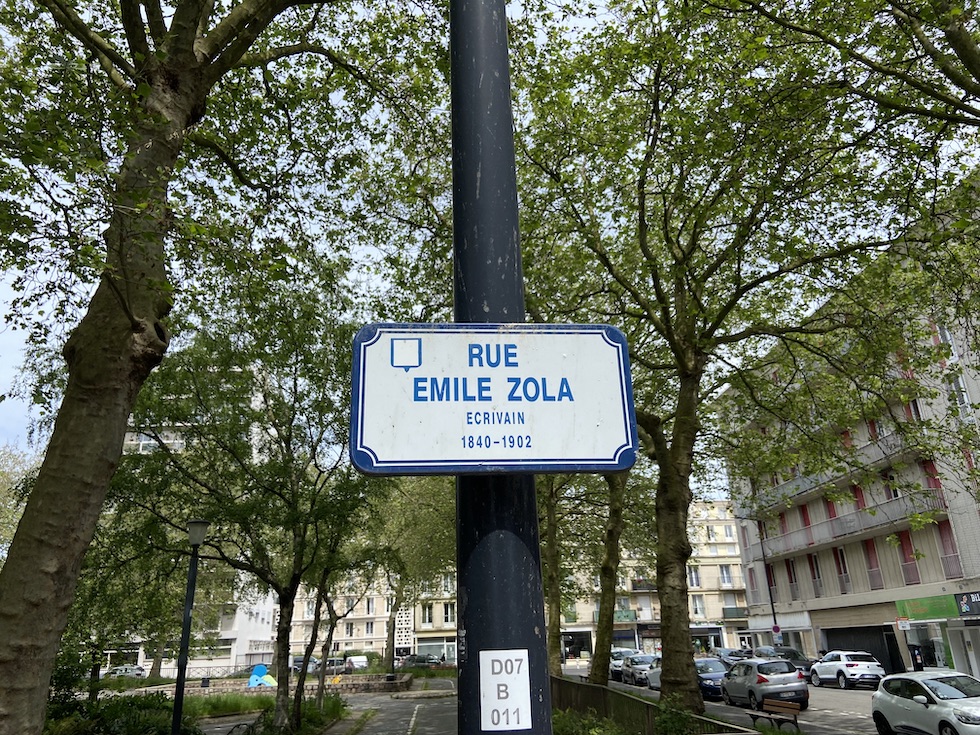 RUE
EMILE ZOLA
ECRIVAIN
1840-1902
D07
B
011